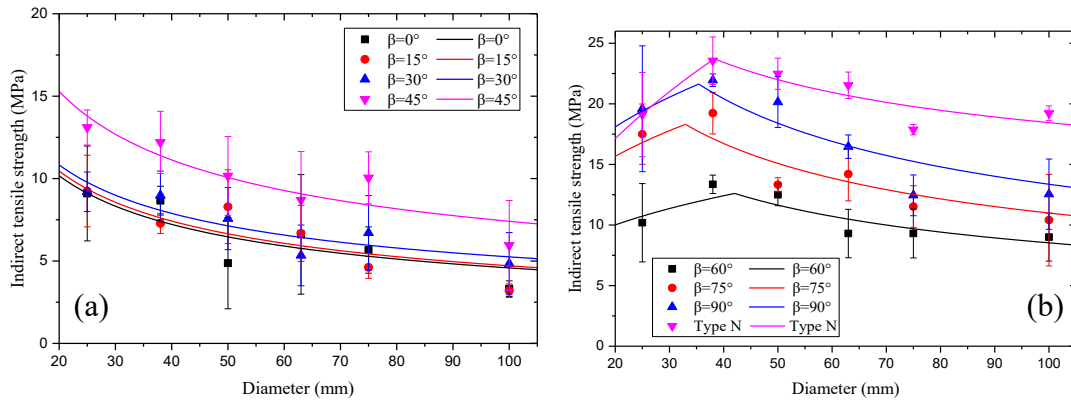 20
15
10
5
0
Indirect tensile strength (MPa)
β=0° β=0°
β=15° β=15°
β=30° β=30°
β=45° β=45°
(a)
20 30 40 50 60 70 80 90 100
Diameter (mm)
25
20
15
10
5
0
Indirect tensile strength (MPa)
β=60° β=60°
β=75° β=75°
β=90° β=90°
Type N Type N
(b)
20 30 40 50 60 70 80 90 100
Diameter (mm)